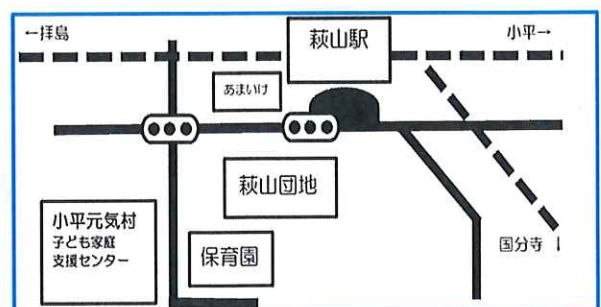 ←拝島
萩山駅
小平→
あまいけ
萩山団地
小平元気村
子ども家庭
支援センター
保育園
国分寺